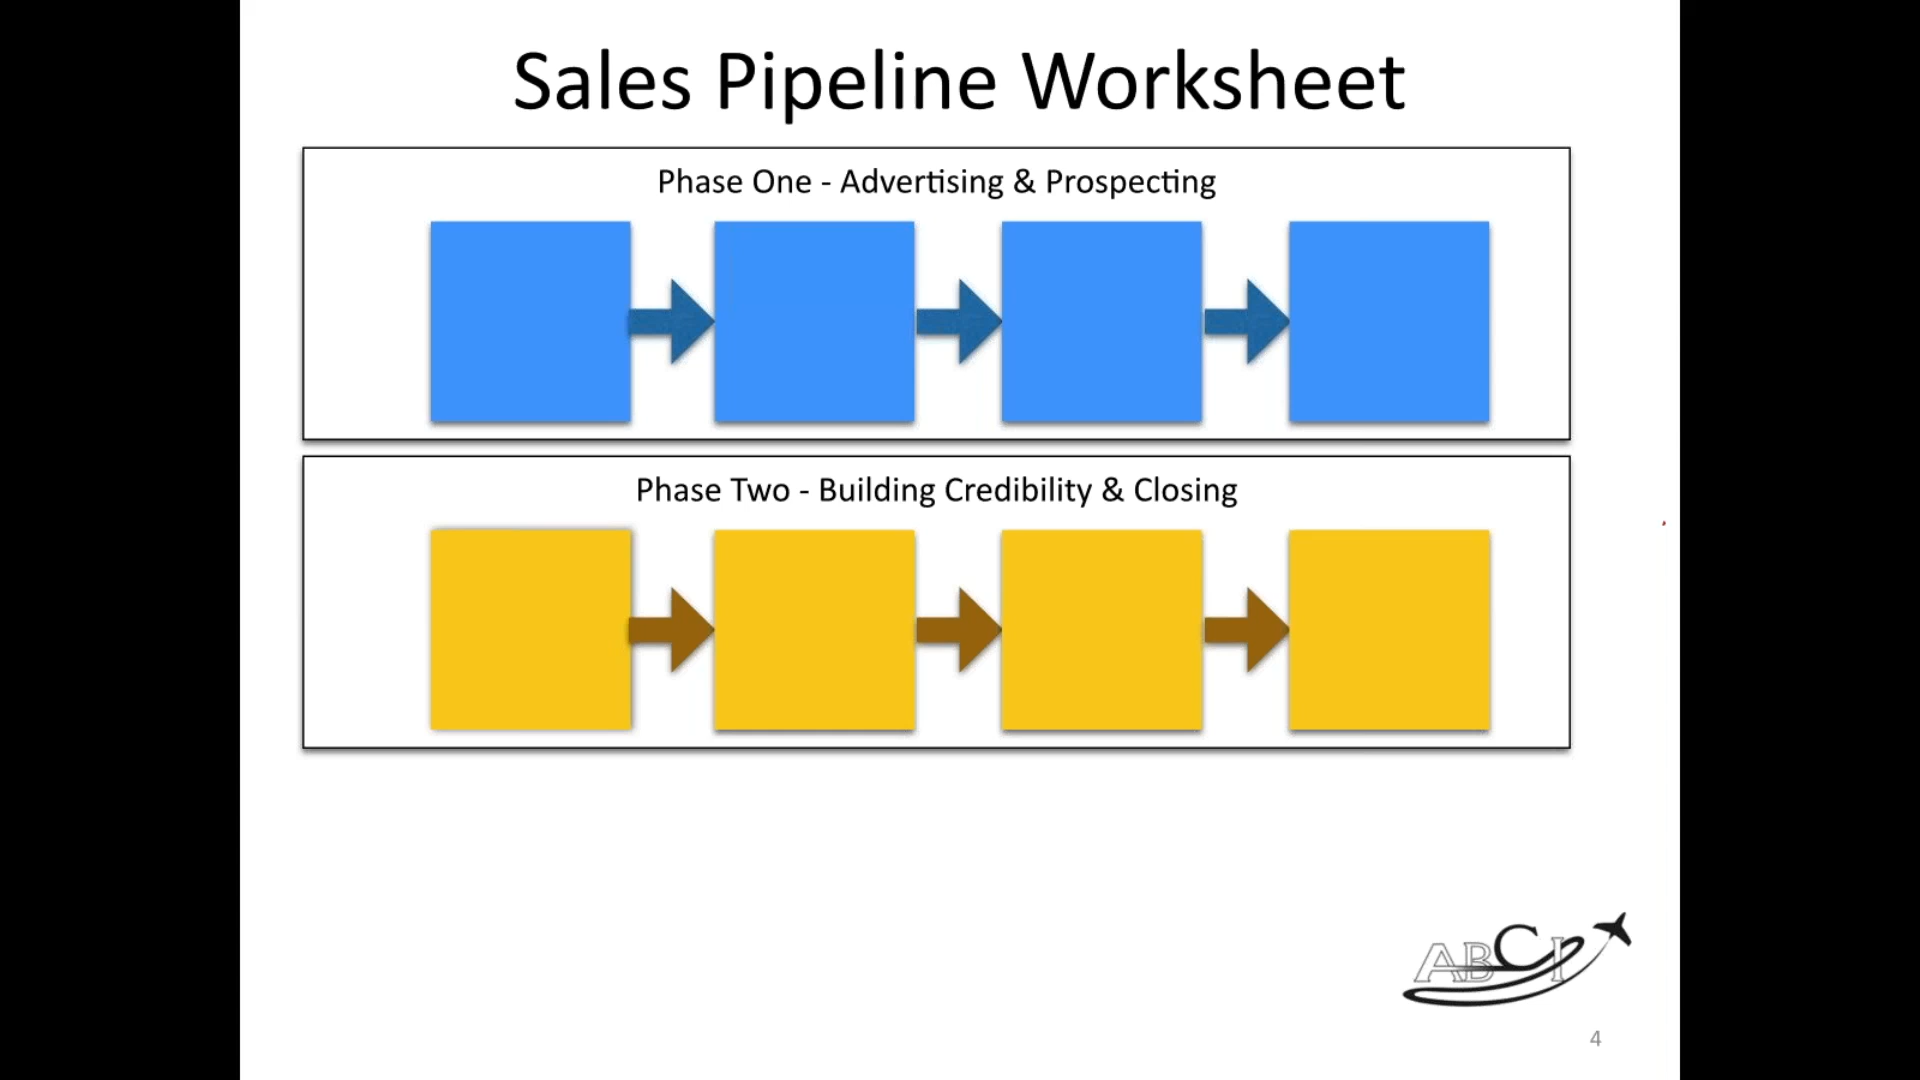 Sales Pipeline Worksheet
Phase One - Advertising & Prospecting
Phase Two - Building Credibility & Closing
ABCI
4